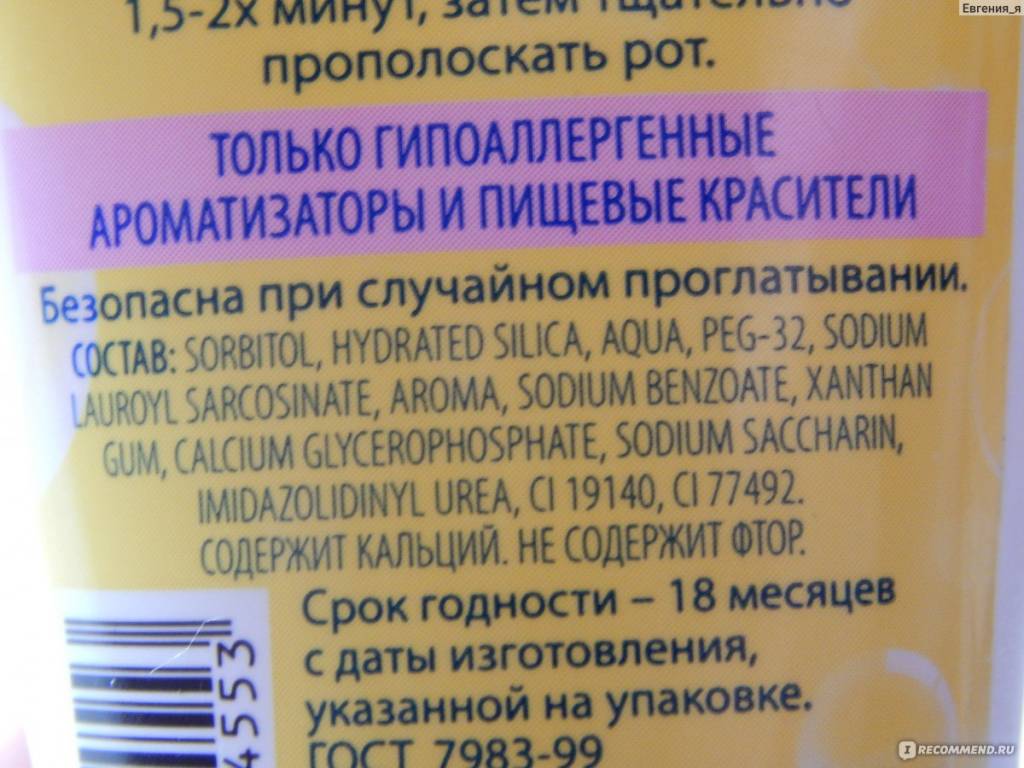 Евгения_я
1,5-2х минут, затем тщательно
прополоскать рот.
ТОЛЬКО ГИПОАЛЛЕРГЕННЫЕ
АРОМАТИЗАТОРЫ И ПИЩЕВЫЕ КРАСИТЕЛИ
Безопасна при случайном проглатывании.
СОСТАВ: SORBITOL, HYDRATED SILICA, AQUA, PEG-32, SODIUM
LAUROYL SARCOSINATE, AROMA, SODIUM BENZOATE, XANTHAN
GUM, CALCIUM GLYCEROPHOSPHATE, SODIUM SACCHARIN,
IMIDAZOLIDINYL UREA, CI 19140, CI 77492.
СОДЕРЖИТ КАЛЬЦИЙ. НЕ СОДЕРЖИТ ФТОР.
Срок годности – 18 месяцев
с даты изготовления,
указанной на упаковке.
ГОСТ 7983-99
45553
I RECOMMEND.RU